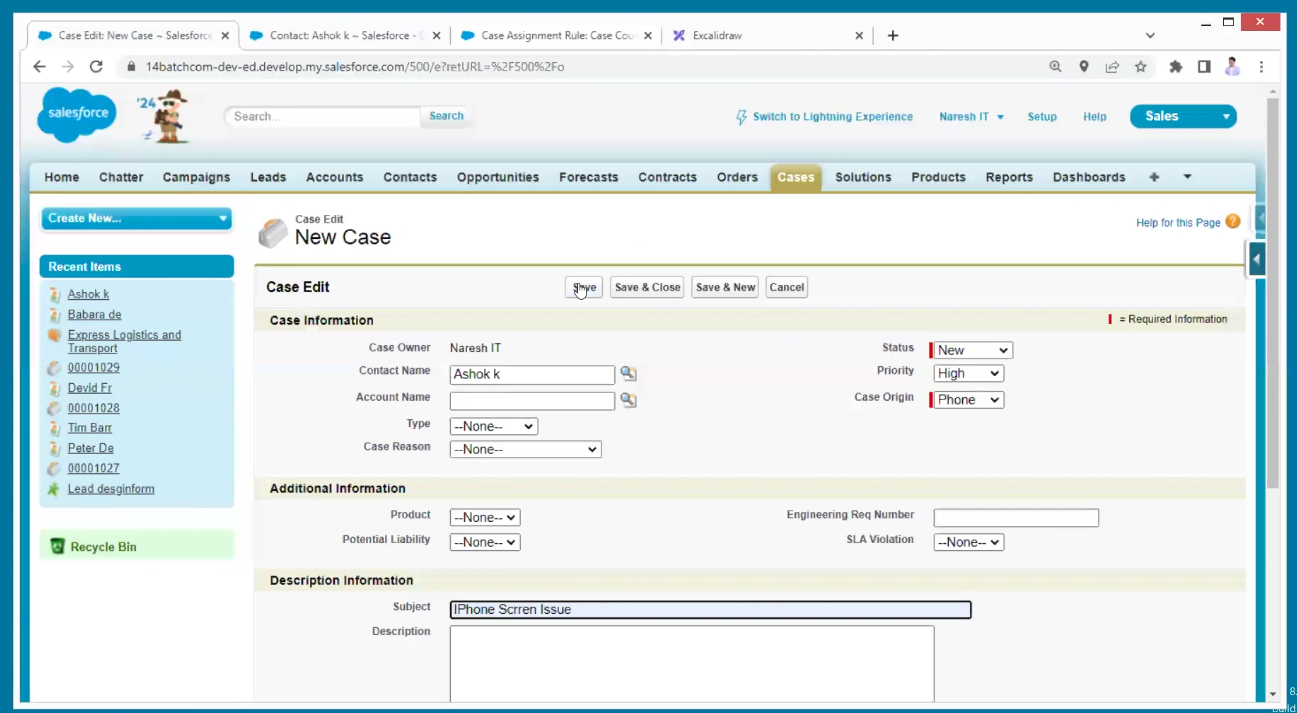 Case Edit: New Case ~ Salesforce
Contact: Ashok k ~ Salesforce -
Case Assignment Rule: Case Cou
Excalidraw
14batchcom-dev-ed.develop.my.salesforce.com/500/e?retURL=%2F500%2Fo
salesforce
'24
Search...
Search
Switch to Lightning Experience
Naresh IT
Setup
Help
Sales
Home
Chatter
Campaigns
Leads
Accounts
Contacts
Opportunities
Forecasts
Contracts
Orders
Cases
Solutions
Products
Reports
Dashboards
Create New...
Recent Items
Ashok k
Babara de
Express Logistics and
Transport
00001029
Devid Fr
00001028
Tim Barr
Peter De
00001027
Lead desginform
Recycle Bin
Case Edit
New Case
Help for this Page
Case Edit
Save
Save & Close
Save & New
Cancel
Case Information
= Required Information
Case Owner Naresh IT
Status New
Contact Name Ashok k
Priority High
Account Name
Case Origin Phone
Type --None--
Case Reason --None--
Additional Information
Product --None--
Engineering Req Number
Potential Liability --None--
SLA Violation --None--
Description Information
Subject IPhone Scrren Issue
Description